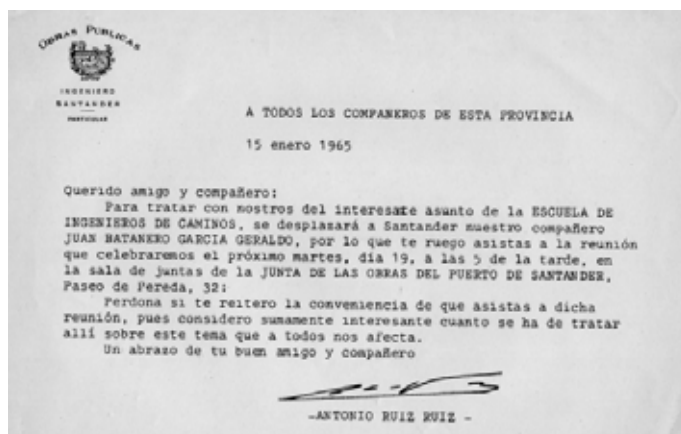 OBRAS PUBLICAS
INGENIERO
SANTANDER
PARTICULAR
A TODOS LOS COMPAÑEROS DE ESTA PROVINCIA
15 enero 1965
Querido amigo y compañero:
Para tratar con nostros del interesante asunto de la ESCUELA DE
INGENIEROS DE CAMINOS, se desplazará a Santander nuestro compañero
JUAN BATANERO GARCIA GERALDO, por lo que te ruego asistas a la reunión
que celebraremos el próximo martes, día 19, a las 5 de la tarde, en
la sala de juntas de la JUNTA DE LAS OBRAS DEL PUERTO DE SANTANDER,
Paseo de Pereda, 32:
Perdona si te reitero la conveniencia de que asistas a dicha
reunión, pues considero sumamente interesante cuanto se ha de tratar
allí sobre este tema que a todos nos afecta.
Un abrazo de tu buen amigo y compañero
-ANTONIO RUIZ RUIZ -